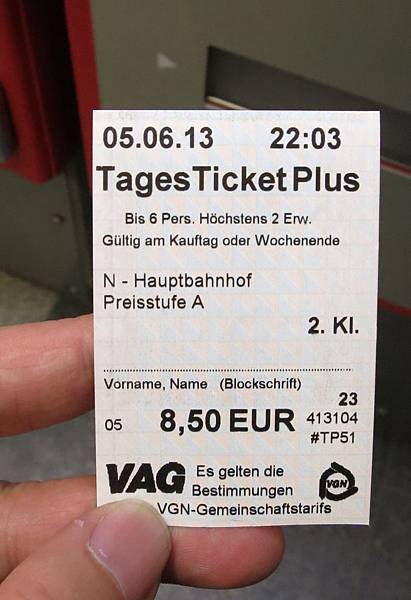 05.06.13 22:03
TagesTicketPlus
Bis 6 Pers. Höchstens 2 Erw.
Gültig am Kauftag oder Wochenende
N - Hauptbahnhof
Preisstufe A
2. Kl.
Vorname, Name (Blockschrift)
23
05 8,50 EUR 413104
#TP51
VAG Es gelten die VGN
Bestimmungen
VGN-Gemeinschaftstarifs